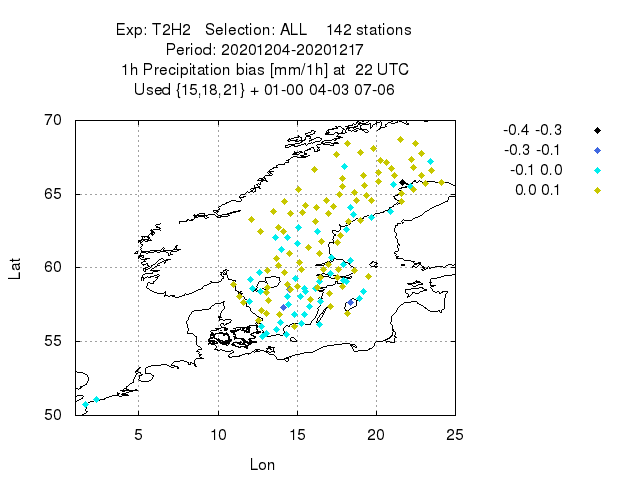 Exp: T2H2 Selection: ALL 142 stations
Period: 20201204-20201217
1h Precipitation bias [mm/1h] at 22 UTC
Used {15,18,21} + 01-00 04-03 07-06
-0.4 -0.3
-0.3 -0.1
-0.1 0.0
0.0 0.1
70
65
60
55
50
Lat
5 10 15 20 25
Lon